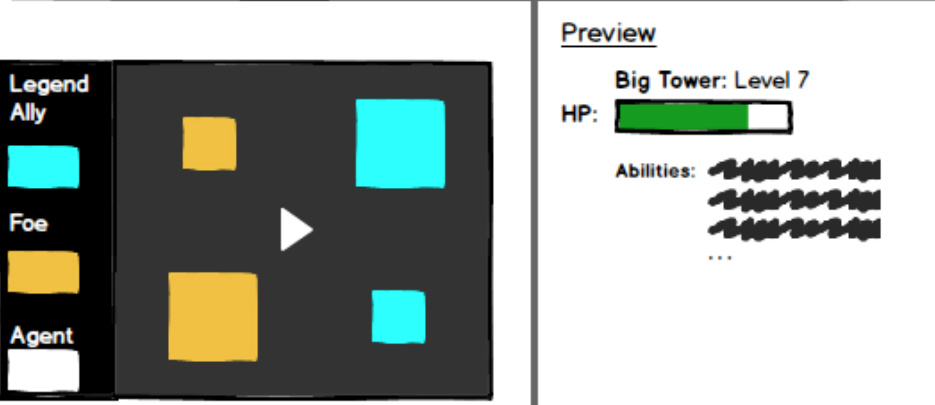 Legend
Ally
Foe
Agent
Preview
Big Tower: Level 7
HP:
Abilities:
...